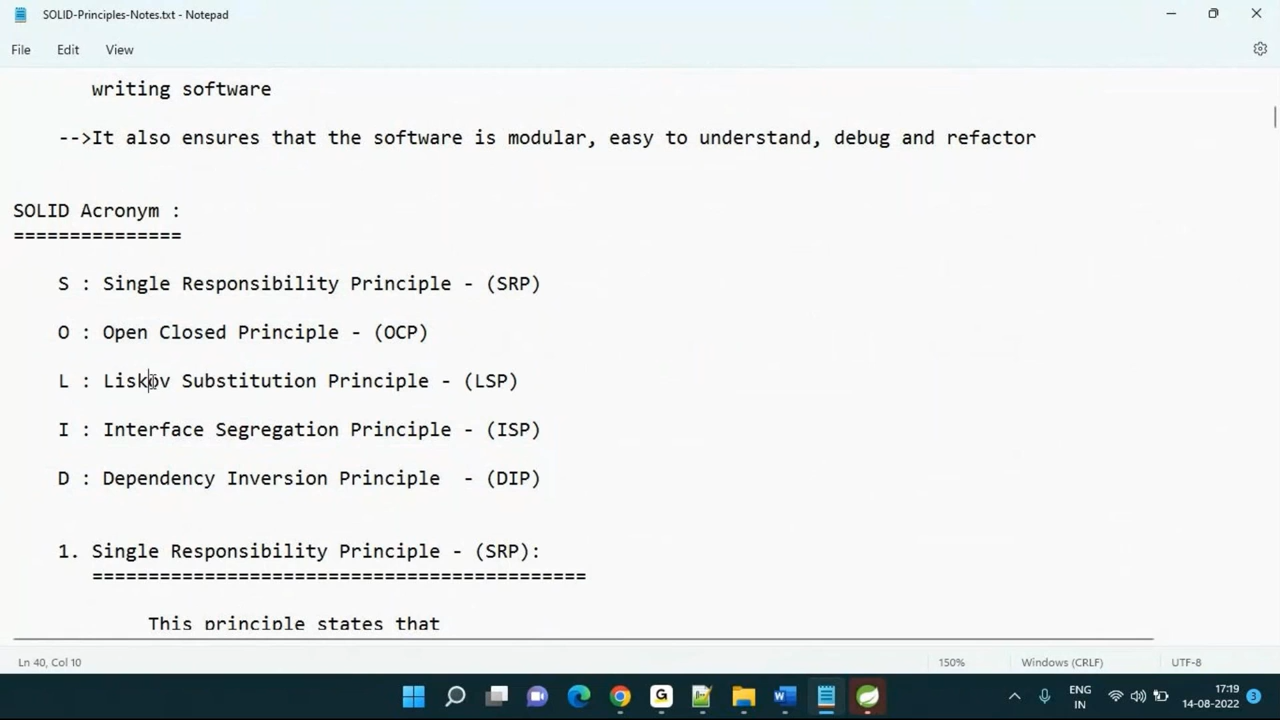 SOLID-Principles-Notes.txt - Notepad
File Edit View
writing software
-->It also ensures that the software is modular, easy to understand, debug and refactor
SOLID Acronym :
===============
S : Single Responsibility Principle - (SRP)
O : Open Closed Principle - (OCP)
L : Liskov Substitution Principle - (LSP)
I : Interface Segregation Principle - (ISP)
D : Dependency Inversion Principle  - (DIP)
1. Single Responsibility Principle - (SRP):
============================================
This principle states that
Ln 40, Col 10 150% Windows (CRLF) UTF-8
ENG
IN
17:19
14-08-2022
3